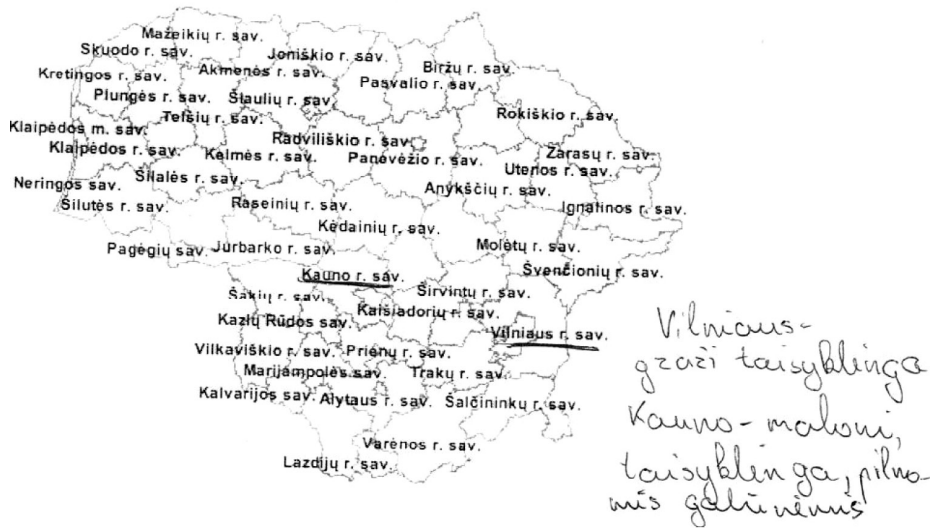 Mažeikių r. sav.
Skuodo r. sav.
Joniškio r. sav.
Kretingos r. sav.
Akmenės r. sav.
Biržų r. sav.
Pasvalio r. sav.
Plungės r. sav.
Šiaulių r. sav.
Telšių r. sav.
Rokiškio r. sav.
Klaipėdos m. sav.
Radviliškio r. sav.
Klaipėdos r. sav.
Kelmės r. sav.
Panevėžio r. sav.
Zarasų r. sav.
Utenos r. sav.
Neringos sav.
Šilalės r. sav.
Anykščių r. sav.
Šilutės r. sav.
Raseinių r. sav.
Ignalinos r. sav.
Kėdainių r. sav.
Pagėgių sav.
Jurbarko r. sav.
Molėtų r. sav.
Švenčionių r. sav.
Kauno r. sav.
Širvintų r. sav.
Šakių r. sav.
Kaišiadorių r. sav.
Kazlų Rūdos sav.
Vilniaus r. sav.
Vilkaviškio r. sav.
Prienų r. sav.
Marijampolės sav.
Trakų r. sav.
Kalvarijos sav.
Alytaus r. sav.
Šalčininkų r. sav.
Varėnos r. sav.
Lazdijų r. sav.
Vilniaus-
graži taisyklinga
Kauno - maloni,
taisyklinga, pilno-
mis galūnėmis